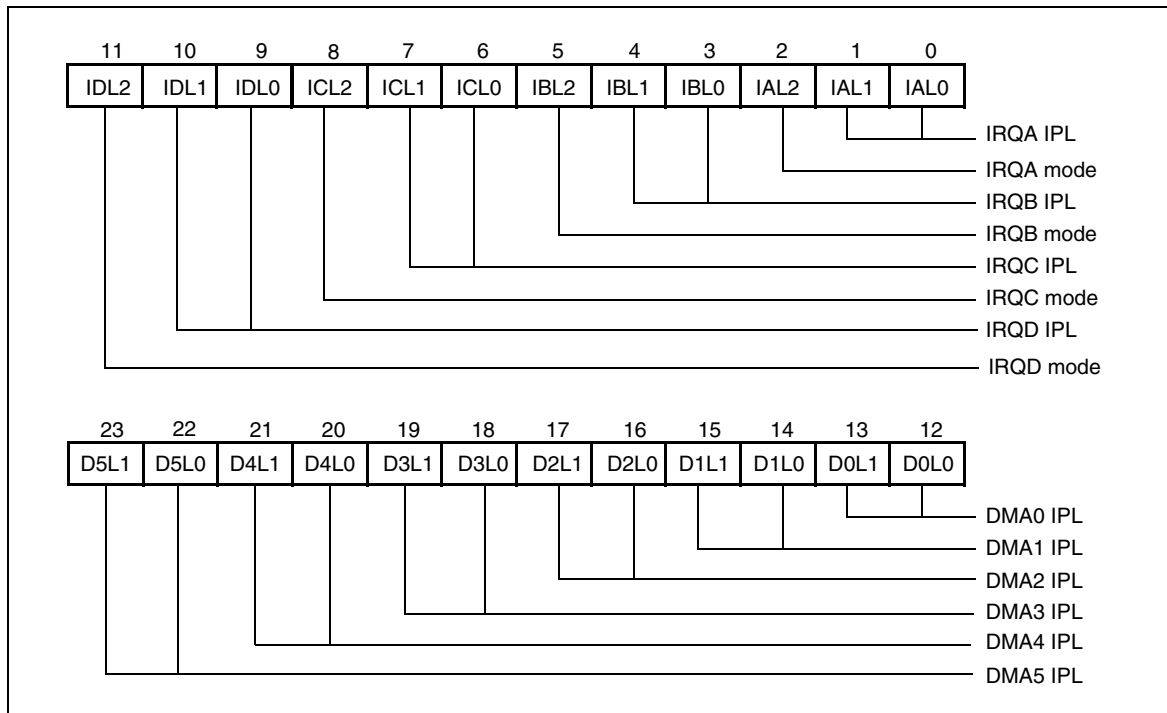 11 10 9 8 7 6 5 4 3 2 1 0
IDL2 IDL1 IDL0 ICL2 ICL1 ICL0 IBL2 IBL1 IBL0 IAL2 IAL1 IAL0
IRQA IPL
IRQA mode
IRQB IPL
IRQB mode
IRQC IPL
IRQC mode
IRQD IPL
IRQD mode
23 22 21 20 19 18 17 16 15 14 13 12
D5L1 D5L0 D4L1 D4L0 D3L1 D3L0 D2L1 D2L0 D1L1 D1L0 D0L1 D0L0
DMA0 IPL
DMA1 IPL
DMA2 IPL
DMA3 IPL
DMA4 IPL
DMA5 IPL